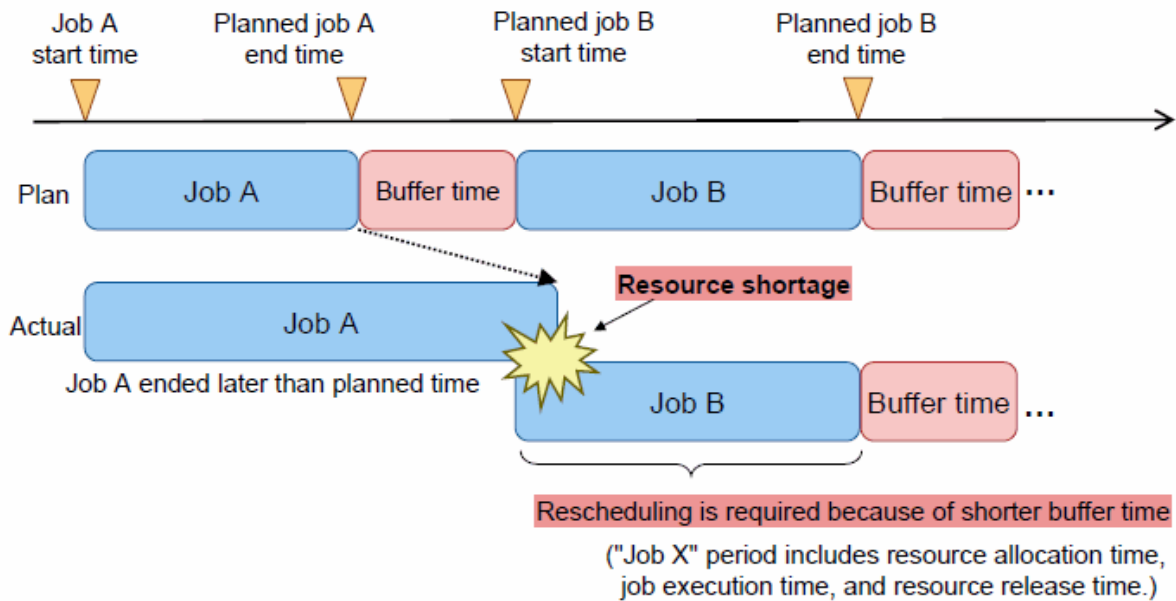 Job A
start time
Planned job A
end time
Planned job B
start time
Planned job B
end time
Plan
Job A
Buffer time
Job B
Buffer time
...
Resource shortage
Actual
Job A
Job A ended later than planned time
Job B
Buffer time
...
Rescheduling is required because of shorter buffer time
("Job X" period includes resource allocation time,
job execution time, and resource release time.)